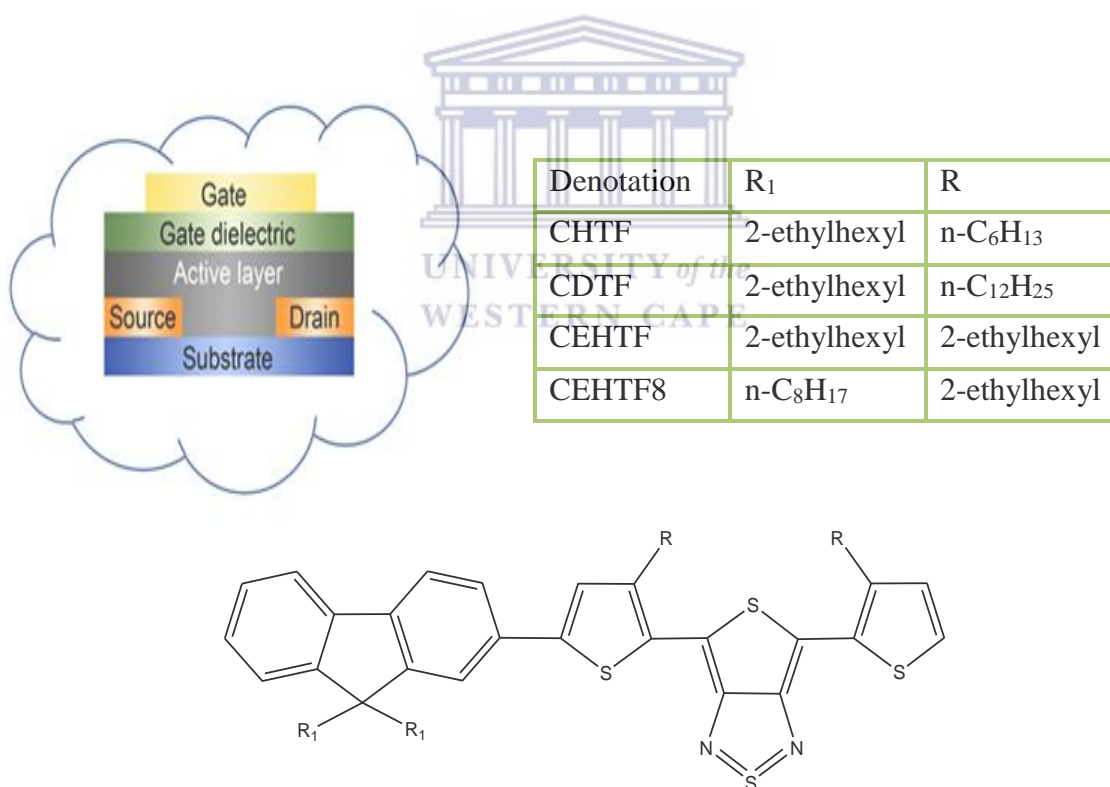 Gate
Gate dielectric
Active layer
Source Drain
Substrate
UNIVERSITY of the
WESTERN CAPE
Denotation R₁ R
CHTF 2-ethylhexyl n-C₆H₁₃
CDTF 2-ethylhexyl n-C₁₂H₂₅
CEHTF 2-ethylhexyl 2-ethylhexyl
CEHTF8 n-C₈H₁₇ 2-ethylhexyl
R R
S
S S
R₁ R₁
N N
S